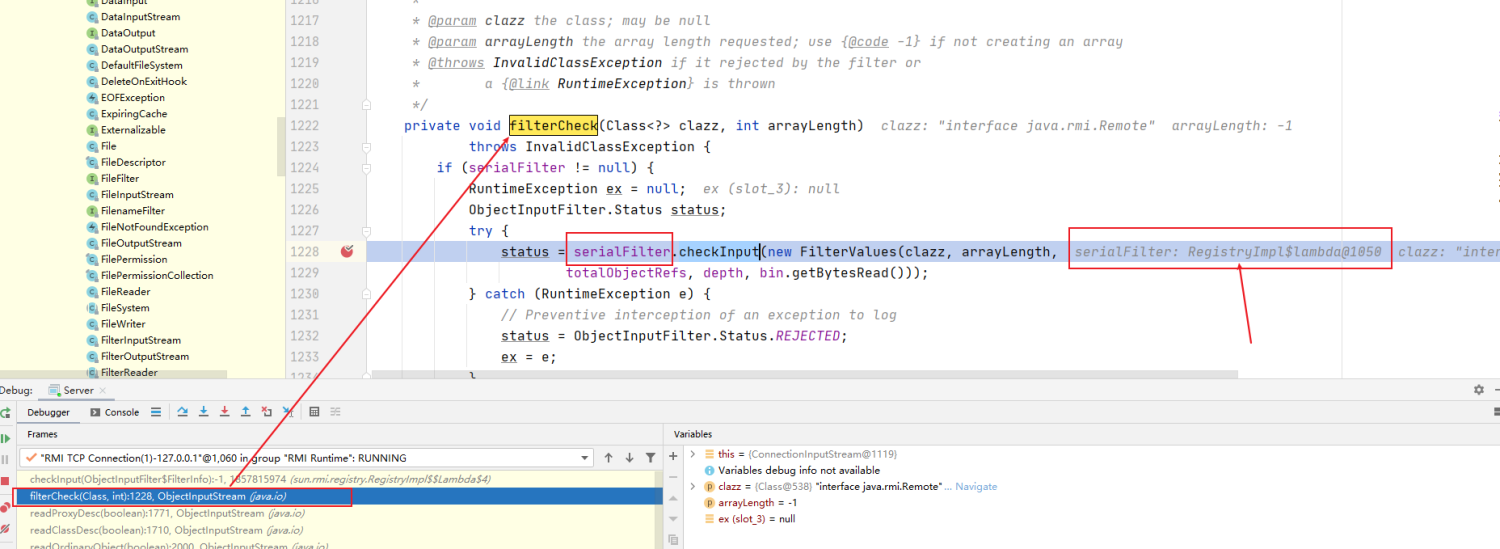 DataInput
DataInputStream
DataOutput
DataOutputStream
DefaultFileSystem
DeleteOnExitHook
EOFException
ExpiringCache
Externalizable
File
FileDescriptor
FileFilter
FileInputStream
FilenameFilter
FileNotFoundException
FileOutputStream
FilePermission
FilePermissionCollection
FileReader
FileSystem
FileWriter
FilterInputStream
FilterOutputStream
FilterReader
1216 *
1217 * @param clazz the class; may be null
1218 * @param arrayLength the array length requested; use {@code -1} if not creating an array
1219 * @throws InvalidClassException if it rejected by the filter or
1220 * a {@link RuntimeException} is thrown
1221 */
1222 private void filterCheck(Class<?> clazz, int arrayLength) clazz: "interface java.rmi.Remote" arrayLength: -1
1223 throws InvalidClassException {
1224 if (serialFilter != null) {
1225 RuntimeException ex = null; ex (slot_3): null
1226 ObjectInputFilter.Status status;
1227 try {
1228 status = serialFilter.checkInput(new FilterValues(clazz, arrayLength, serialFilter: RegistryImpl$lambda@1050 clazz: "inter
1229 totalObjectRefs, depth, bin.getBytesRead()));
1230 } catch (RuntimeException e) {
1231 // Preventive interception of an exception to log
1232 status = ObjectInputFilter.Status.REJECTED;
1233 ex = e;
1234 }
Debug: Server
Debugger Console
Frames
"RMI TCP Connection(1)-127.0.0.1"@1,060 in group "RMI Runtime": RUNNING
checkInput(ObjectInputFilter$FilterInfo):-1, 1857815974 (sun.rmi.registry.RegistryImpl$$Lambda$4)
filterCheck(Class, int):1228, ObjectInputStream (java.io)
readProxyDesc(boolean):1771, ObjectInputStream (java.io)
readClassDesc(boolean):1710, ObjectInputStream (java.io)
readOrdinaryObject(boolean):2000, ObjectInputStream (java.io)
Variables
this = {ConnectionInputStream@1119}
Variables debug info not available
clazz = {Class@538} "interface java.rmi.Remote"... Navigate
arrayLength = -1
ex (slot_3) = null